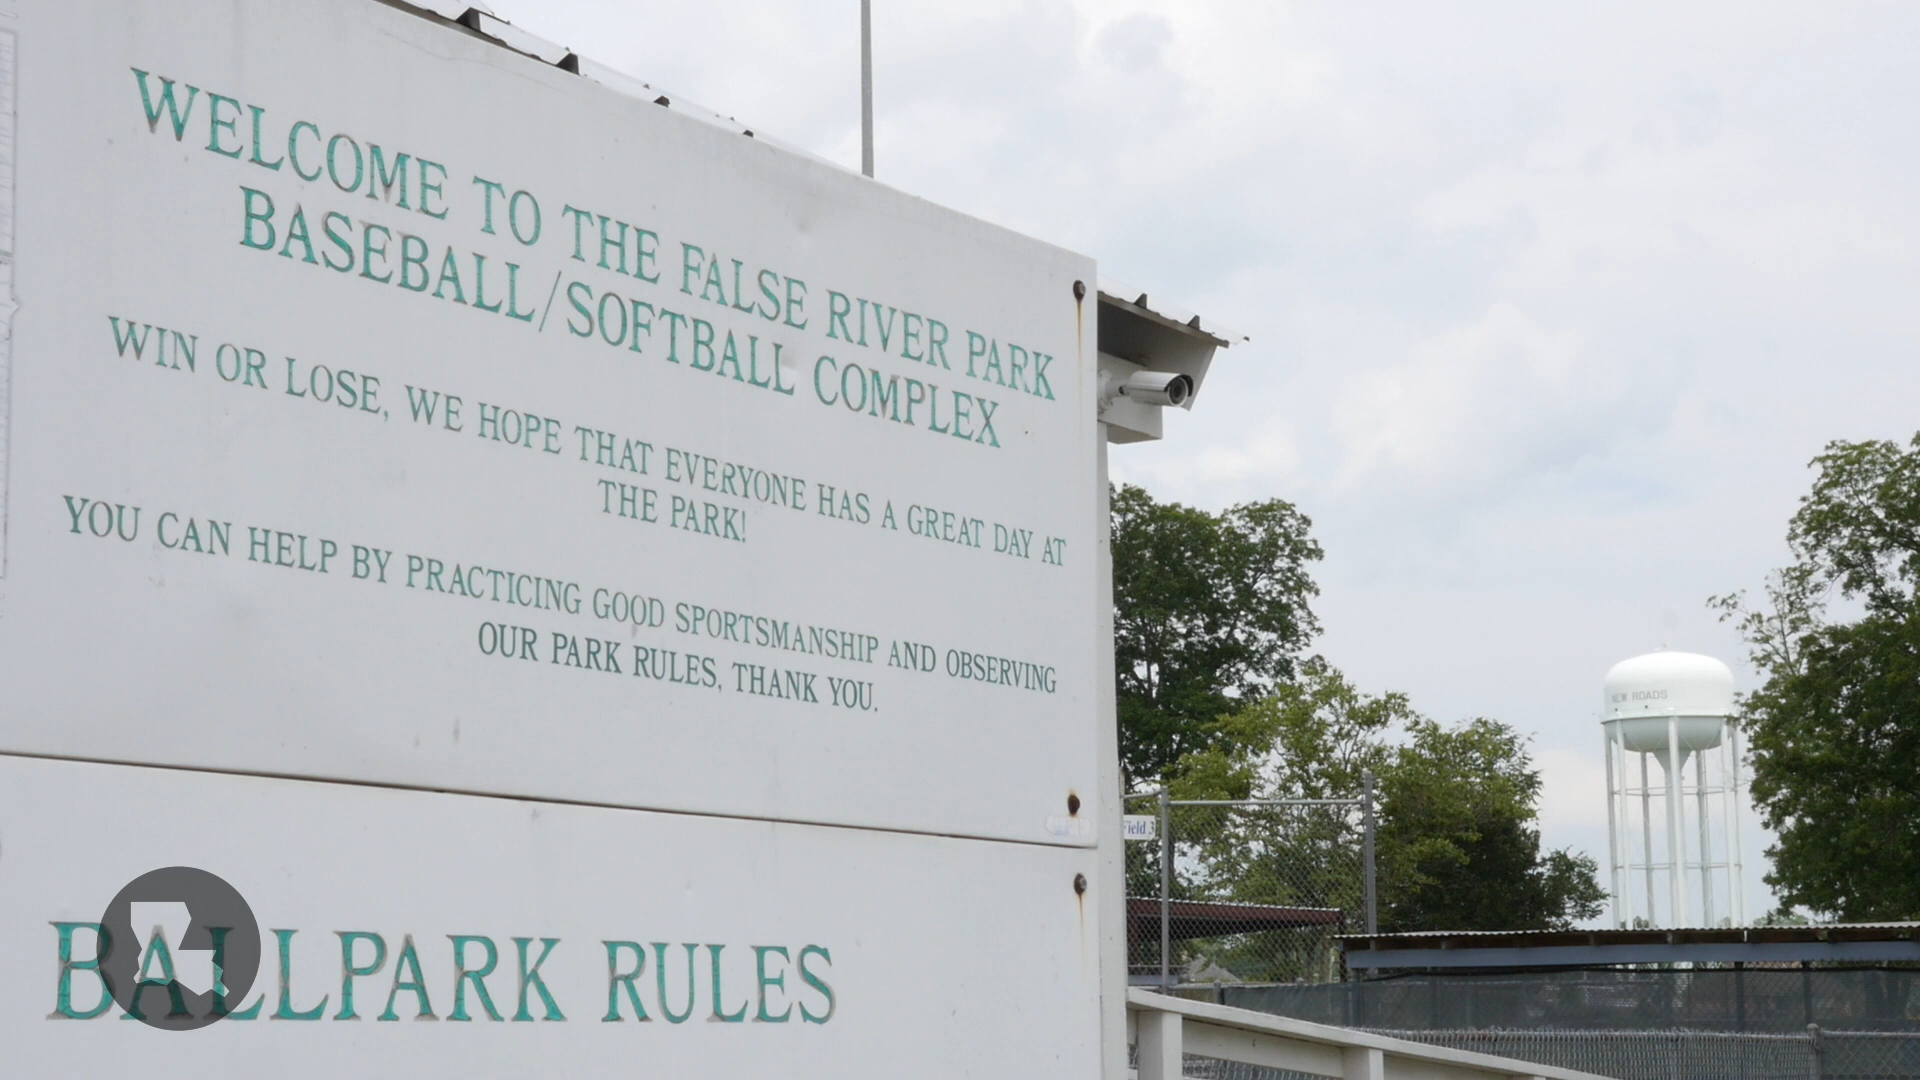 WELCOME TO THE FALSE RIVER PARK
BASEBALL/SOFTBALL COMPLEX
WIN OR LOSE, WE HOPE THAT EVERYONE HAS A GREAT DAY AT
THE PARK!
YOU CAN HELP BY PRACTICING GOOD SPORTSMANSHIP AND OBSERVING
OUR PARK RULES, THANK YOU.
BALLPARK RULES
Field 3
NEW ROADS